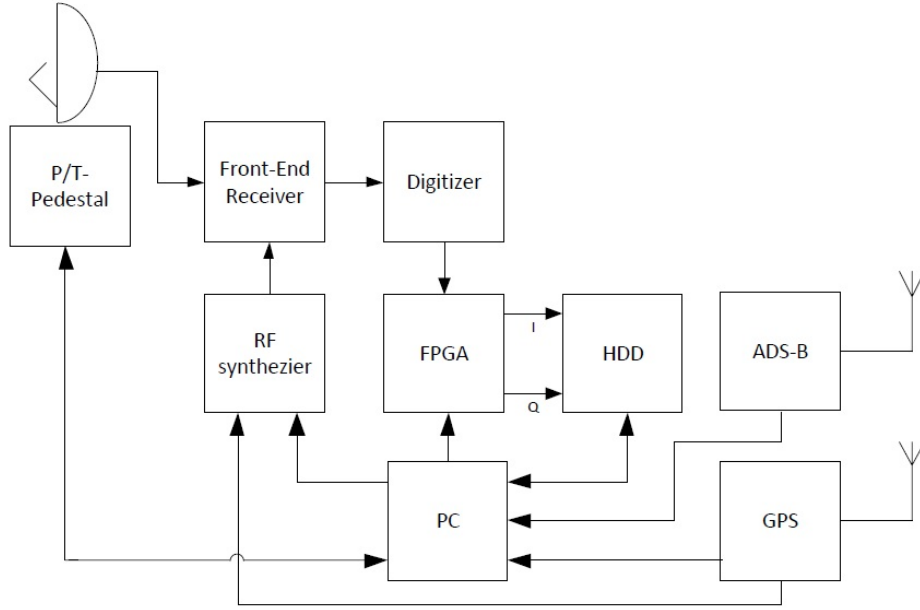 P/T-
Pedestal
Front-End
Receiver
Digitizer
RF
synthezier
FPGA
I
Q
HDD
ADS-B
PC
GPS